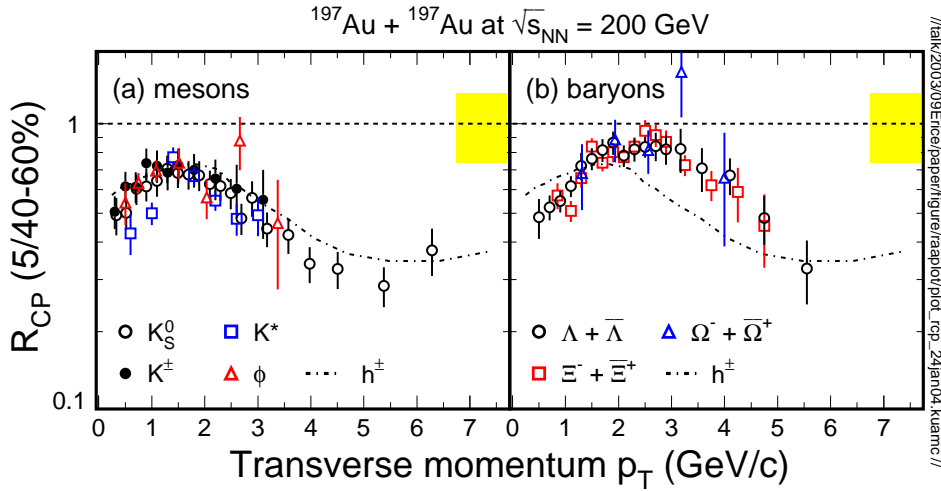 ¹⁹⁷Au + ¹⁹⁷Au at √s_NN = 200 GeV
(a) mesons
(b) baryons
R_CP (5/40-60%)
1
0.1
K⁰_S
K*
K^±
ϕ
h^±
Λ + Λ̅
Ω⁻ + Ω̅⁺
Ξ⁻ + Ξ̅⁺
h^±
0 1 2 3 4 5 6 7
0 1 2 3 4 5 6 7
Transverse momentum p_T (GeV/c)
//talk/2003/09Erice/paper/figure/raaplot/plot_rcp_24jan04.kuamc //